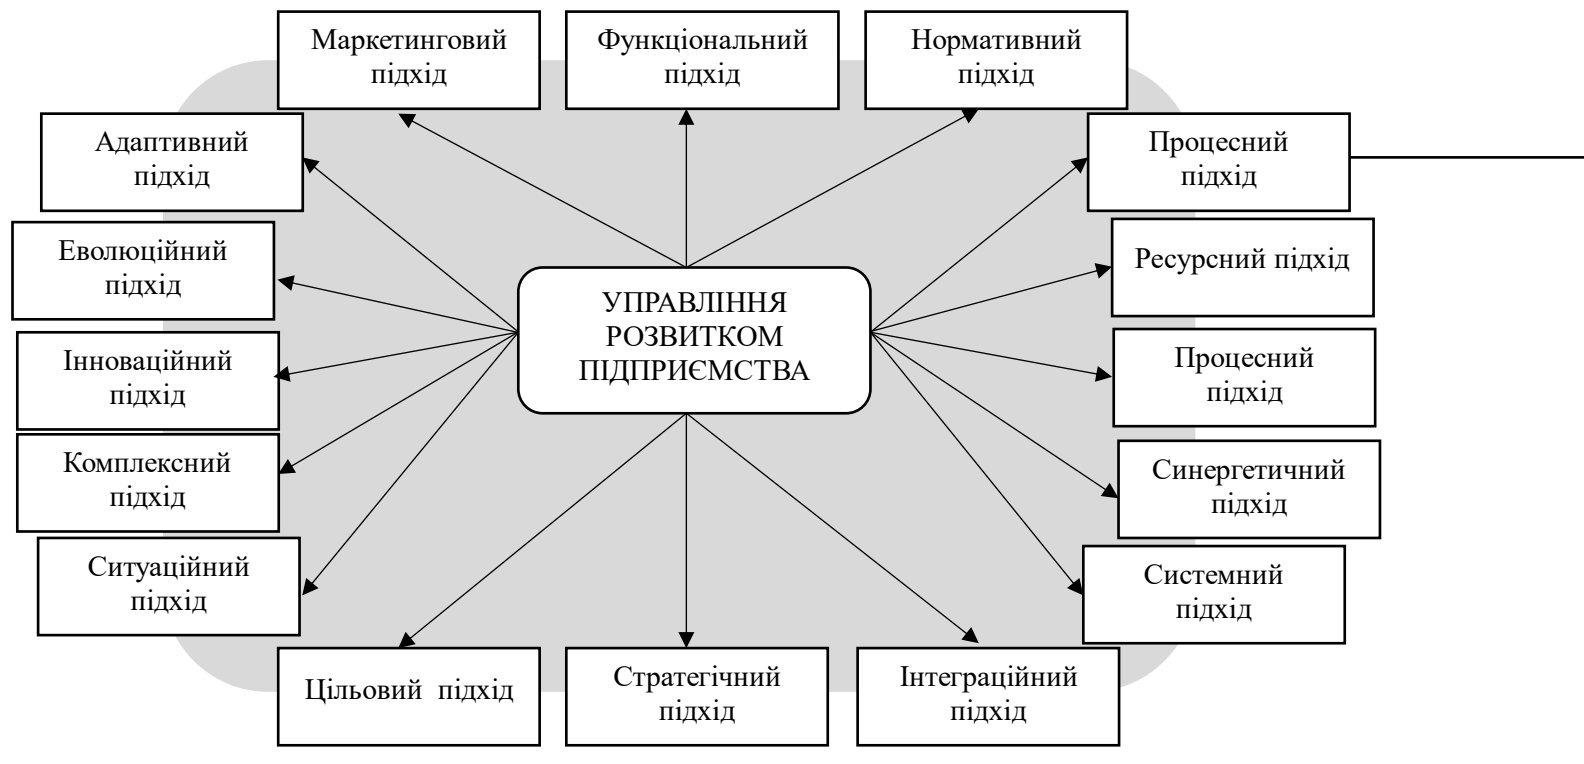 Маркетинговий
підхід
Функціональний
підхід
Нормативний
підхід
Адаптивний
підхід
Процесний
підхід
Еволюційний
підхід
Ресурсний підхід
УПРАВЛІННЯ
РОЗВИТКОМ
ПІДПРИЄМСТВА
Інноваційний
підхід
Процесний
підхід
Комплексний
підхід
Синергетичний
підхід
Ситуаційний
підхід
Системний
підхід
Цільовий підхід
Стратегічний
підхід
Інтеграційний
підхід